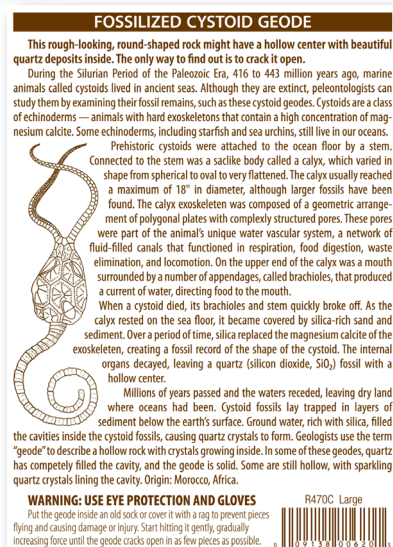 FOSSILIZED CYSTOID GEODE
This rough-looking, round-shaped rock might have a hollow center with beautiful
quartz deposits inside. The only way to find out is to crack it open.
During the Silurian Period of the Paleozoic Era, 416 to 443 million years ago, marine
animals called cystoids lived in ancient seas. Although they are extinct, peleontologists can
study them by examining their fossil remains, such as these cystoid geodes. Cystoids are a class
of echinoderms — animals with hard exoskeletons that contain a high concentration of mag-
nesium calcite. Some echinoderms, including starfish and sea urchins, still live in our oceans.
Prehistoric cystoids were attached to the ocean floor by a stem.
Connected to the stem was a saclike body called a calyx, which varied in
shape from spherical to oval to very flattened. The calyx usually reached
a maximum of 18" in diameter, although larger fossils have been
found. The calyx exoskeleton was composed of a geometric arrange-
ment of polygonal plates with complexly structured pores. These pores
were part of the animal's unique water vascular system, a network of
fluid-filled canals that functioned in respiration, food digestion, waste
elimination, and locomotion. On the upper end of the calyx was a mouth
surrounded by a number of appendages, called brachioles, that produced
a current of water, directing food to the mouth.
When a cystoid died, its brachioles and stem quickly broke off. As the
calyx rested on the sea floor, it became covered by silica-rich sand and
sediment. Over a period of time, silica replaced the magnesium calcite of the
exoskeleten, creating a fossil record of the shape of the cystoid. The internal
organs decayed, leaving a quartz (silicon dioxide, SiO₂) fossil with a
hollow center.
Millions of years passed and the waters receded, leaving dry land
where oceans had been. Cystoid fossils lay trapped in layers of
sediment below the earth's surface. Ground water, rich with silica, filled
the cavities inside the cystoid fossils, causing quartz crystals to form. Geologists use the term
"geode" to describe a hollow rock with crystals growing inside. In some of these geodes, quartz
has competely filled the cavity, and the geode is solid. Some are still hollow, with sparkling
quartz crystals lining the cavity. Origin: Morocco, Africa.
WARNING: USE EYE PROTECTION AND GLOVES
Put the geode inside an old sock or cover it with a rag to prevent pieces
flying and causing damage or injury. Start hitting it gently, gradually
increasing force until the geode cracks open in as few pieces as possible.
R470C Large
0 09138 00620 5